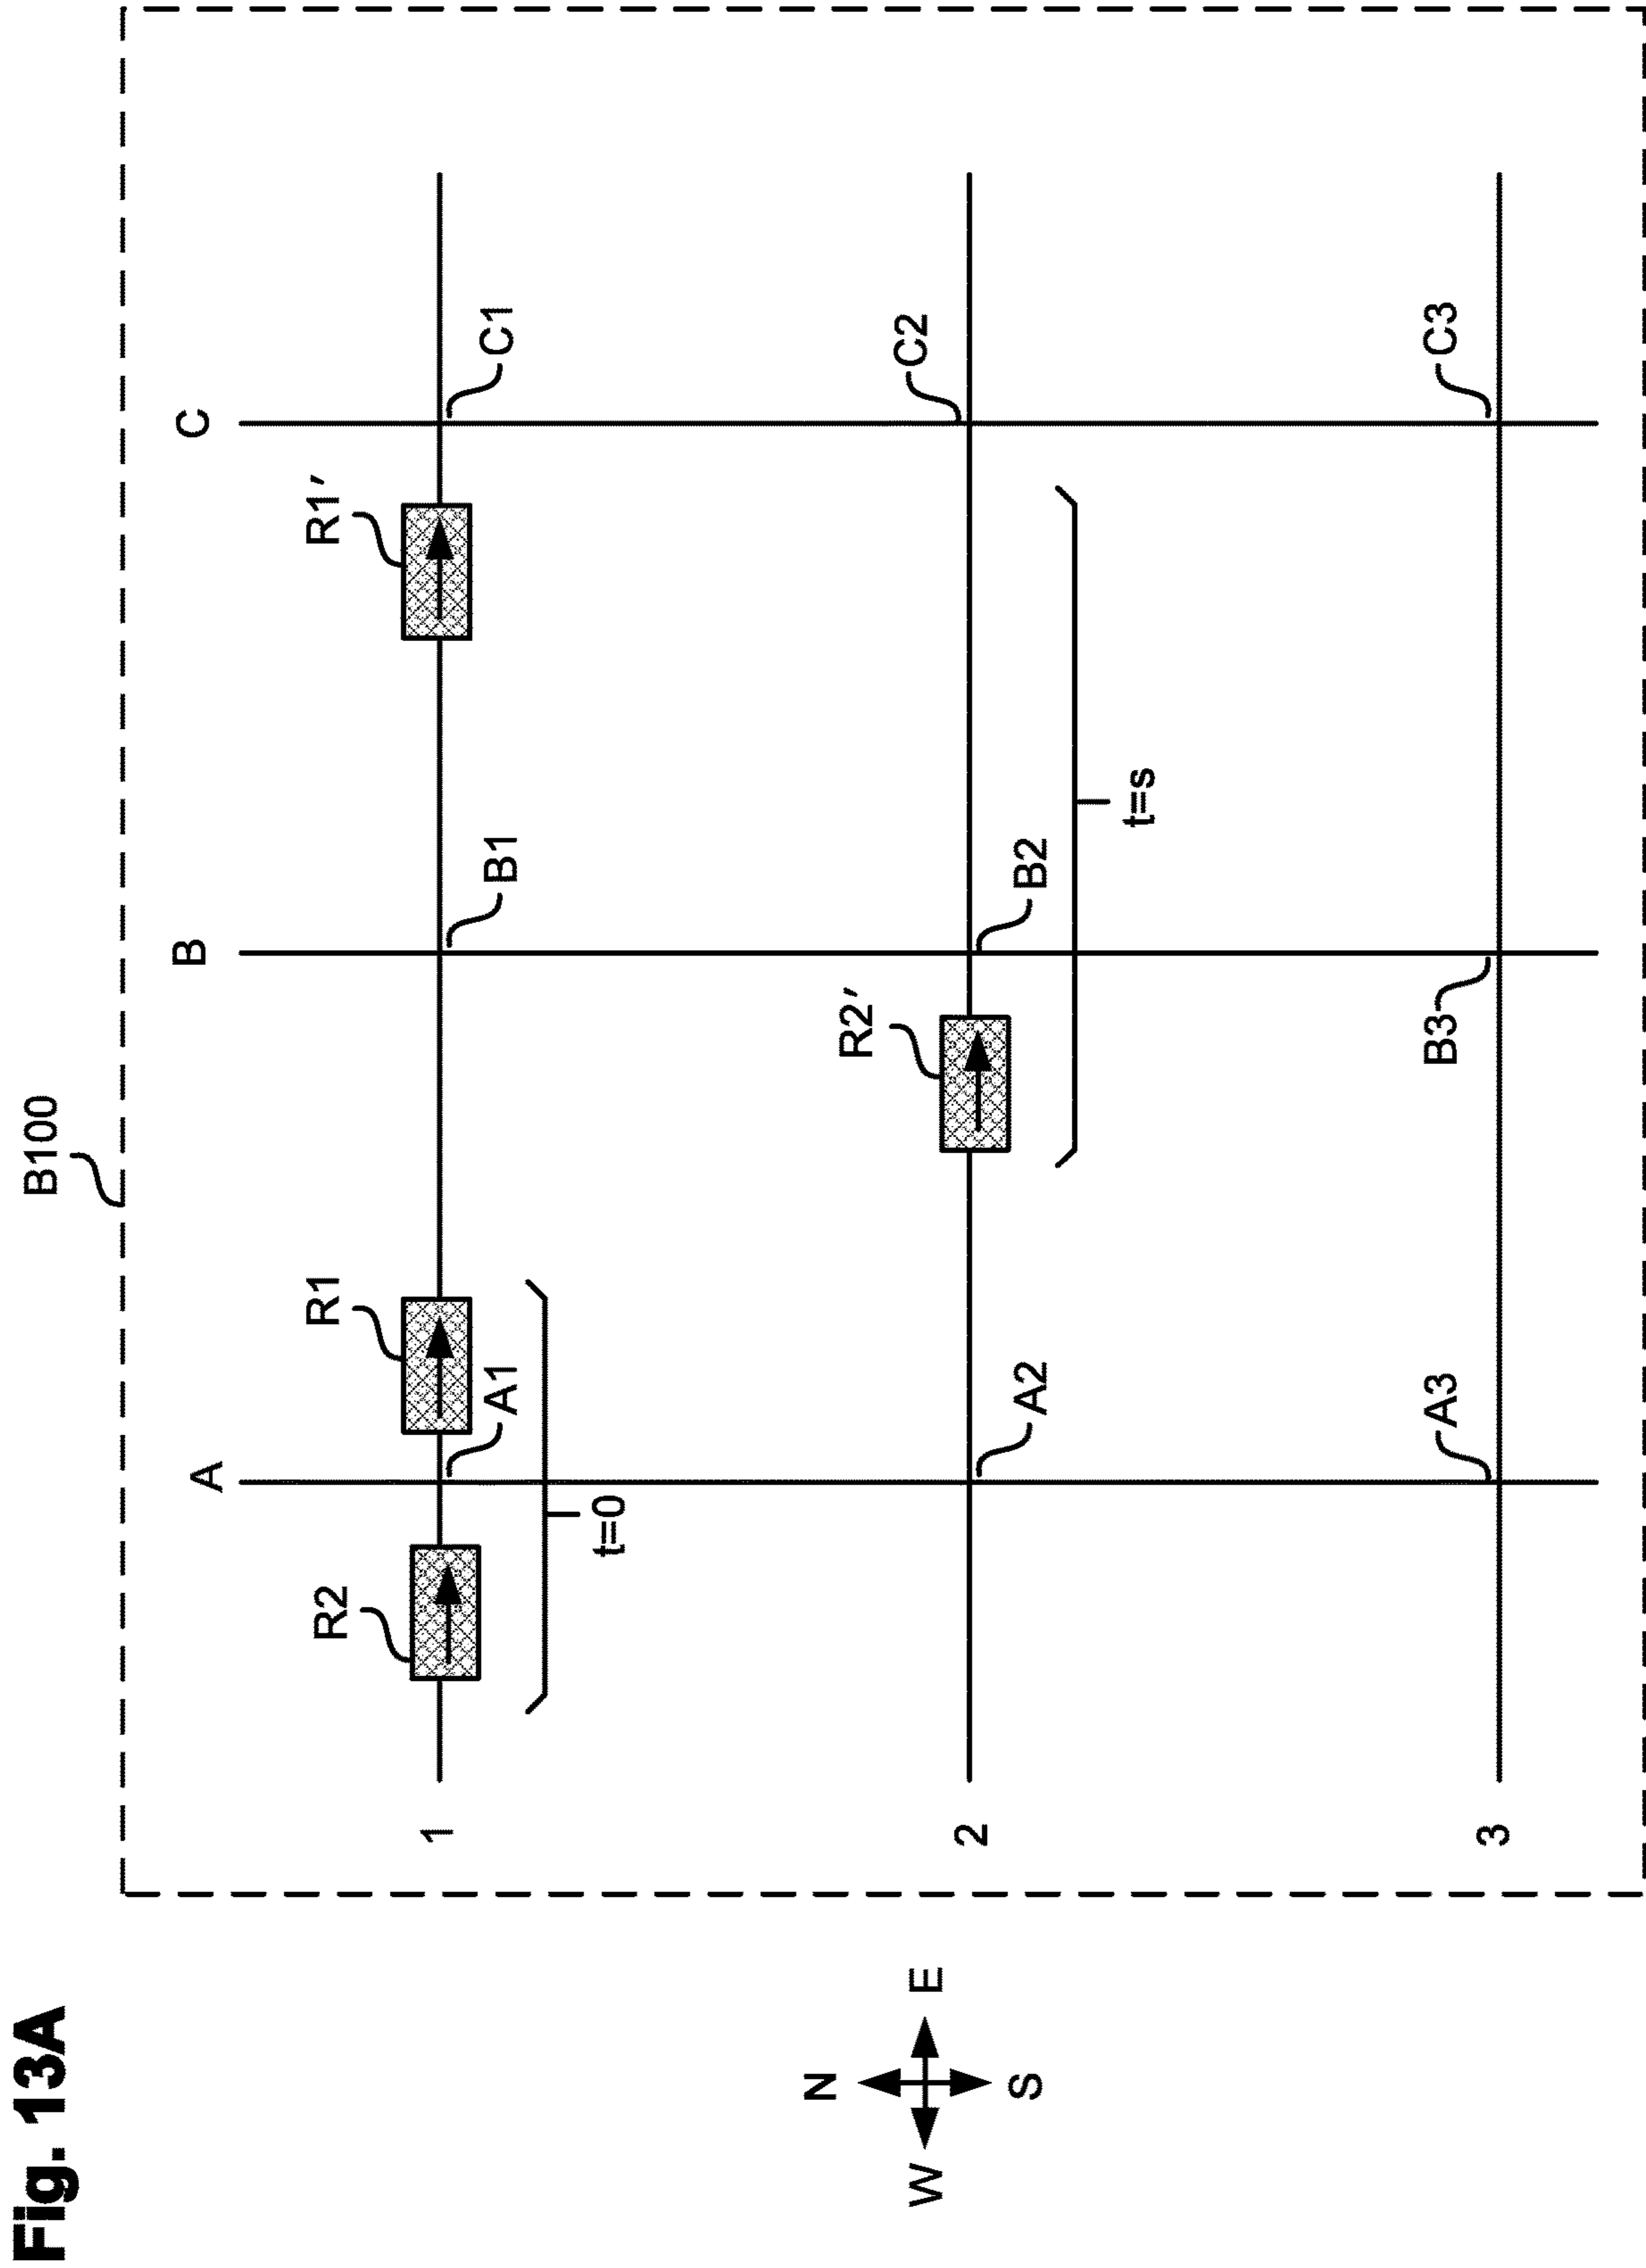 Fig. 13A
B100
A B C
R2 R1 R1′
1
A1 B1 C1
t=0
N
R2′
C2
W E
2
S
A2 B2
t=s
A3 B3 C3
3